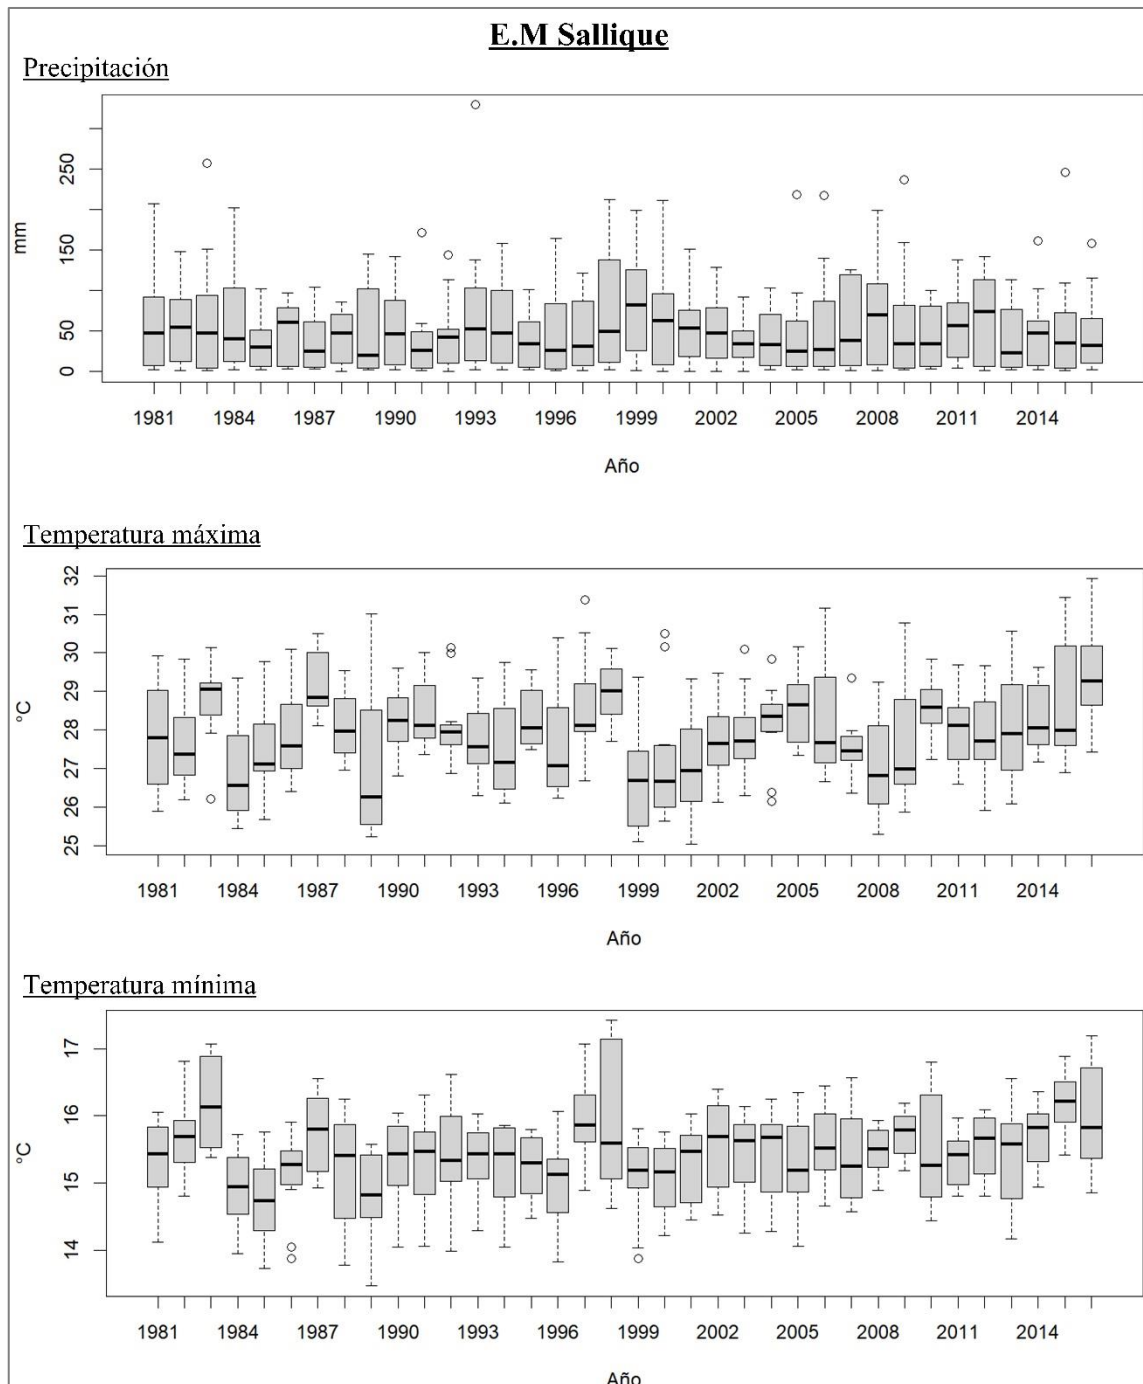 E.M Sallique
Precipitación
mm
250
150
50
0
1981 1984 1987 1990 1993 1996 1999 2002 2005 2008 2011 2014
Año
Temperatura máxima
°C
32
31
30
29
28
27
26
25
1981 1984 1987 1990 1993 1996 1999 2002 2005 2008 2011 2014
Año
Temperatura mínima
°C
17
16
15
14
1981 1984 1987 1990 1993 1996 1999 2002 2005 2008 2011 2014
Año